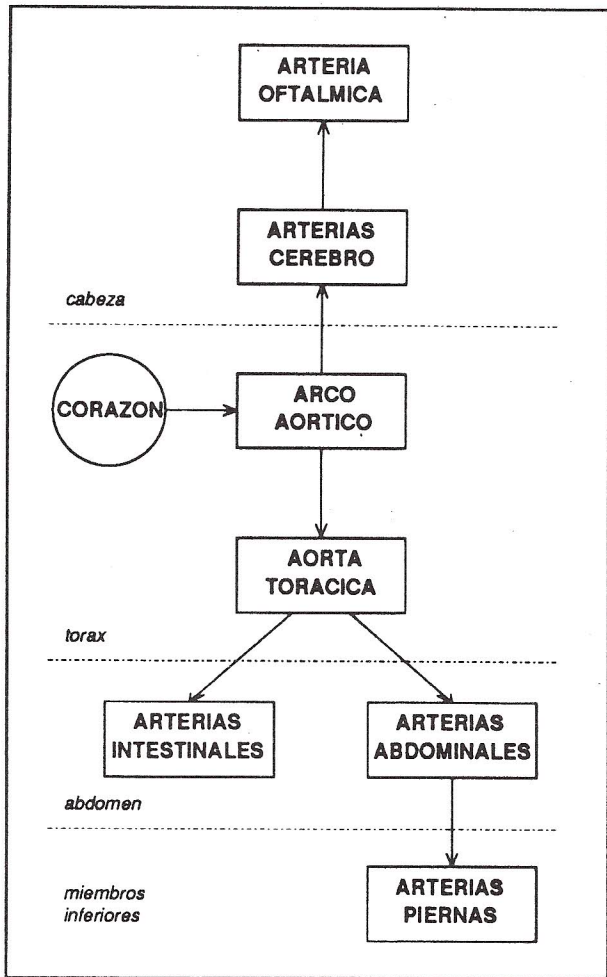 ARTERIA
OFTALMICA
ARTERIAS
CEREBRO
cabeza
CORAZON
ARCO
AORTICO
AORTA
TORACICA
torax
ARTERIAS
INTESTINALES
ARTERIAS
ABDOMINALES
abdomen
miembros
inferiores
ARTERIAS
PIERNAS